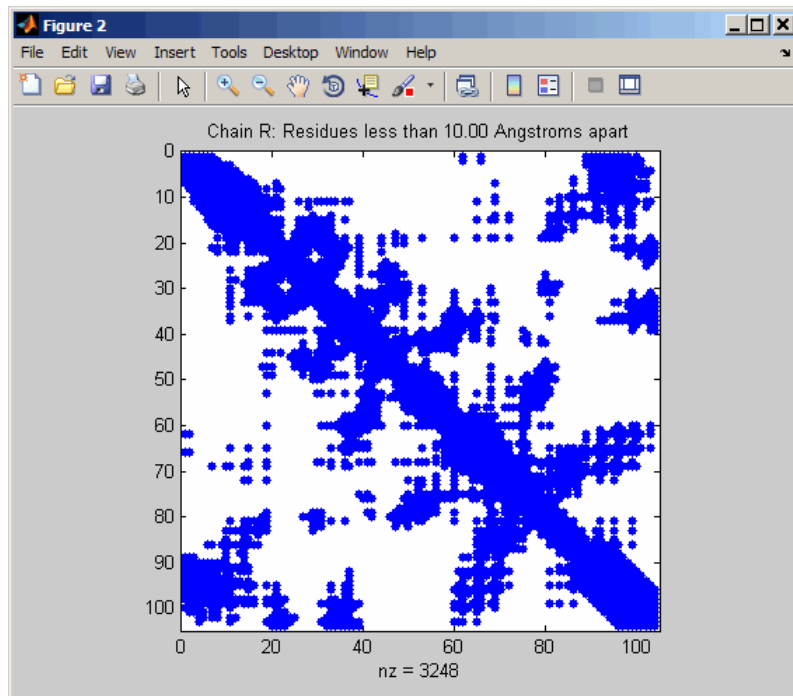 Figure 2
File Edit View Insert Tools Desktop Window Help
Chain R: Residues less than 10.00 Angstroms apart
0
10
20
30
40
50
60
70
80
90
100
0 20 40 60 80 100
nz = 3248